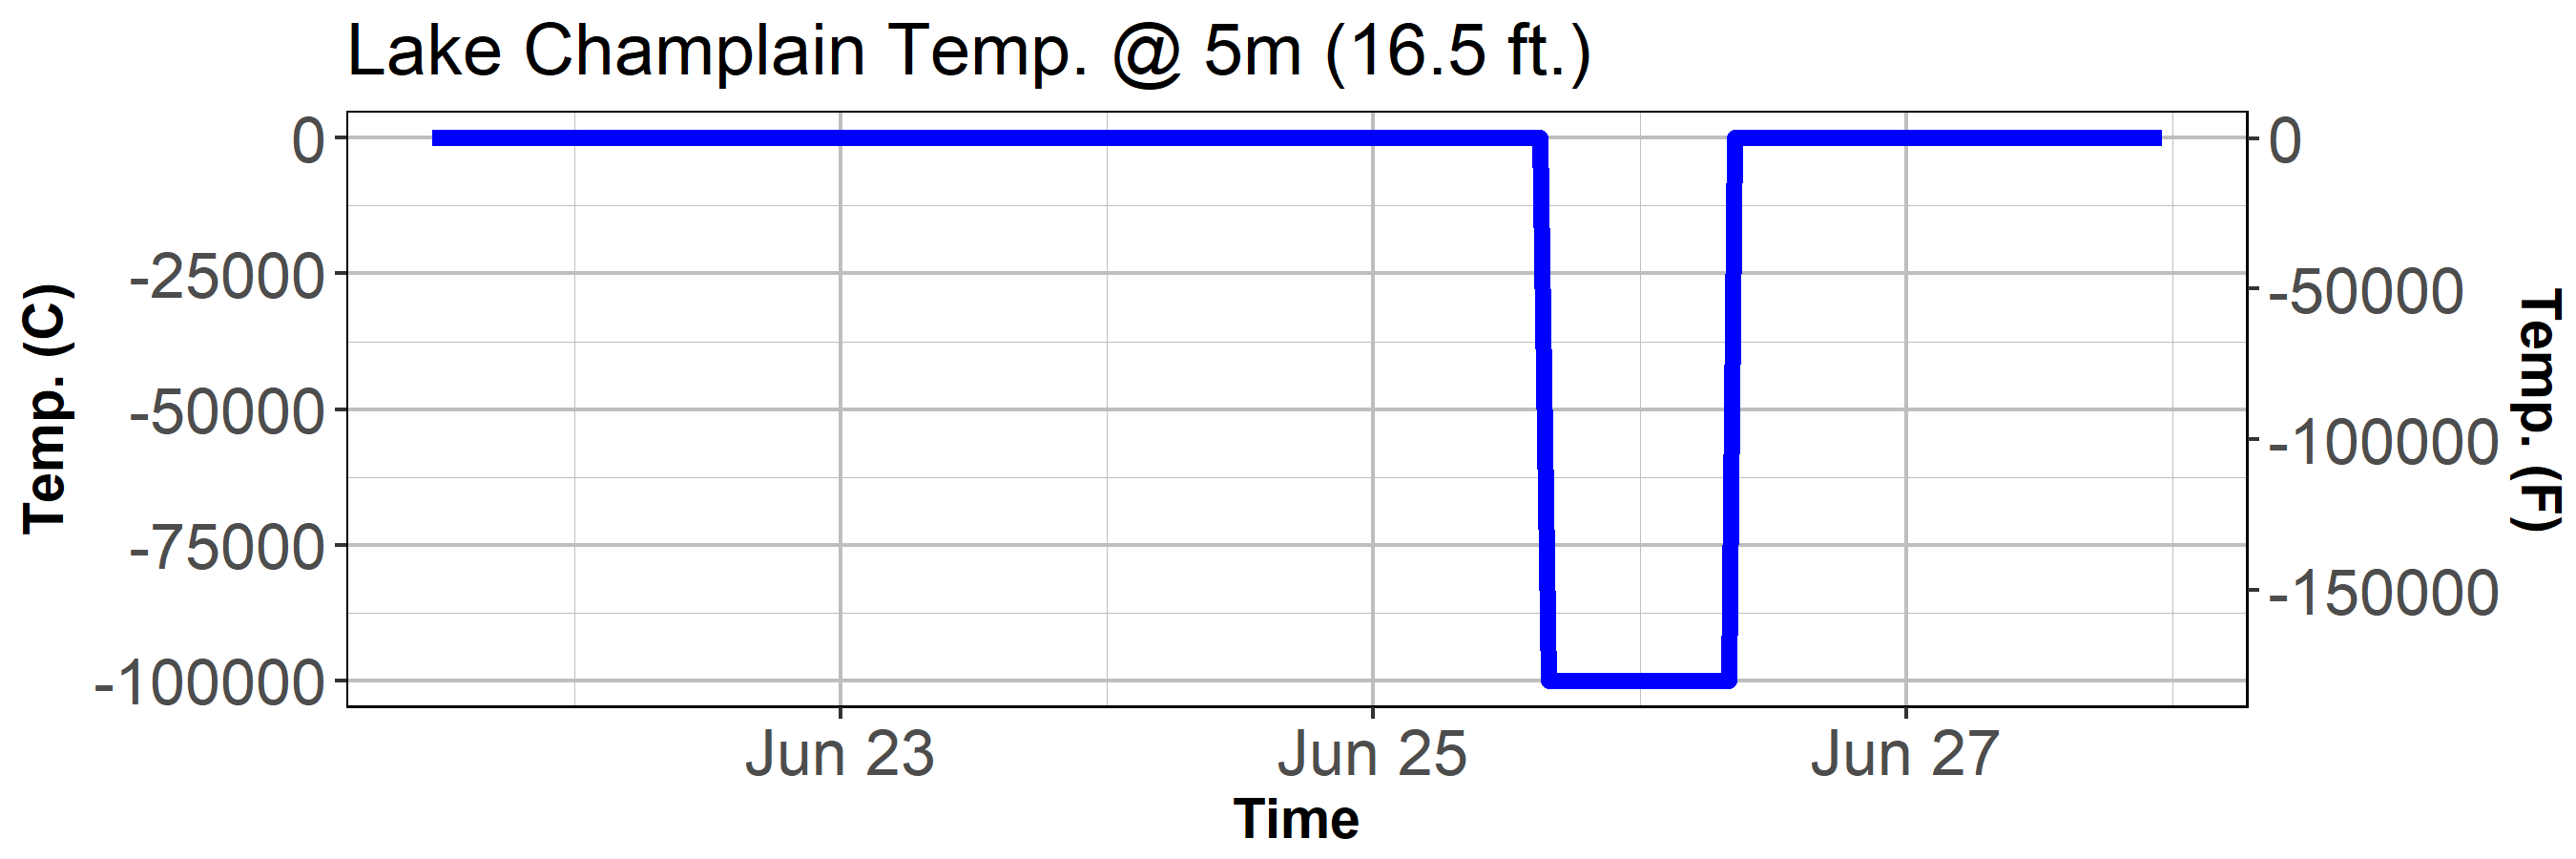 Lake Champlain Temp. @ 5m (16.5 ft.)
Temp. (C)
0
-25000
-50000
-75000
-100000
0
-50000
-100000
-150000
Temp. (F)
Jun 23
Jun 25
Jun 27
Time